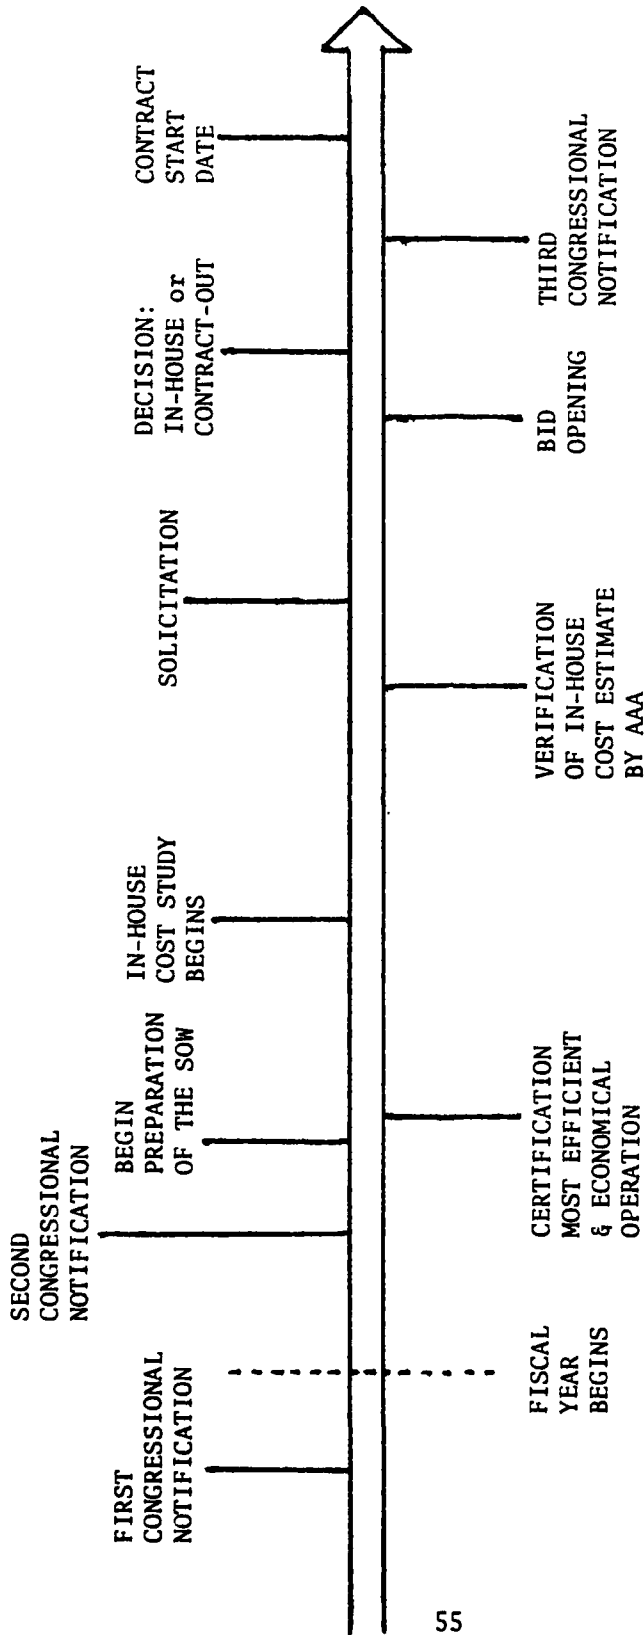 FIRST
CONGRESSIONAL
NOTIFICATION
FISCAL
YEAR
BEGINS
SECOND
CONGRESSIONAL
NOTIFICATION
BEGIN
PREPARATION
OF THE SOW
CERTIFICATION
MOST EFFICIENT
& ECONOMICAL
OPERATION
IN-HOUSE
COST STUDY
BEGINS
VERIFICATION
OF IN-HOUSE
COST ESTIMATE
BY AAA
SOLICITATION
BID
OPENING
DECISION:
IN-HOUSE or
CONTRACT-OUT
THIRD
CONGRESSIONAL
NOTIFICATION
CONTRACT
START
DATE
55